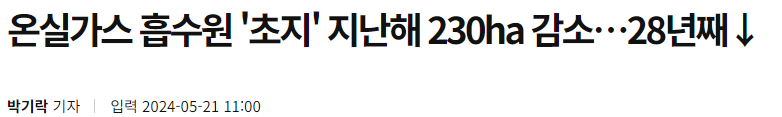 온실가스 흡수원 '초지' 지난해 230ha 감소…28년째↓
박기락 기자 | 입력 2024-05-21 11:00